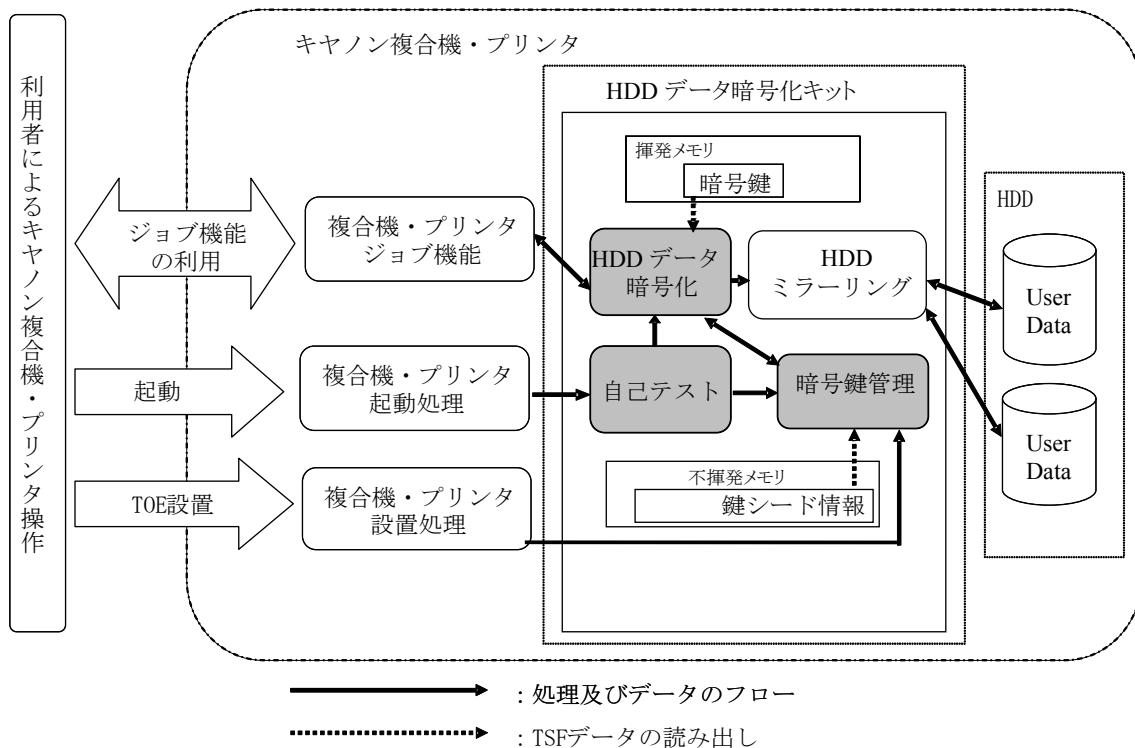 キヤノン複合機・プリンタ
利用者によるキヤノン複合機・プリンタ操作
HDD データ暗号化キット
揮発メモリ
暗号鍵
HDD
ジョブ機能
の利用
複合機・プリンタ
ジョブ機能
HDD データ
暗号化
HDD
ミラーリング
User
Data
起動
複合機・プリンタ
起動処理
自己テスト
暗号鍵管理
User
Data
不揮発メモリ
鍵シード情報
TOE設置
複合機・プリンタ
設置処理
：処理及びデータのフロー
：TSFデータの読み出し